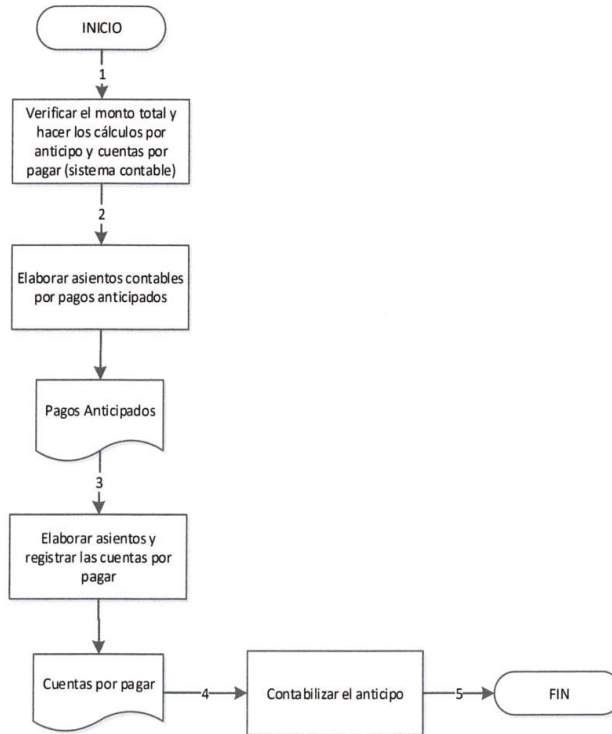 INICIO
1
Verificar el monto total y
hacer los cálculos por
anticipo y cuentas por
pagar (sistema contable)
2
Elaborar asientos contables
por pagos anticipados
Pagos Anticipados
3
Elaborar asientos y
registrar las cuentas por
pagar
Cuentas por pagar
4
Contabilizar el anticipo
5
FIN